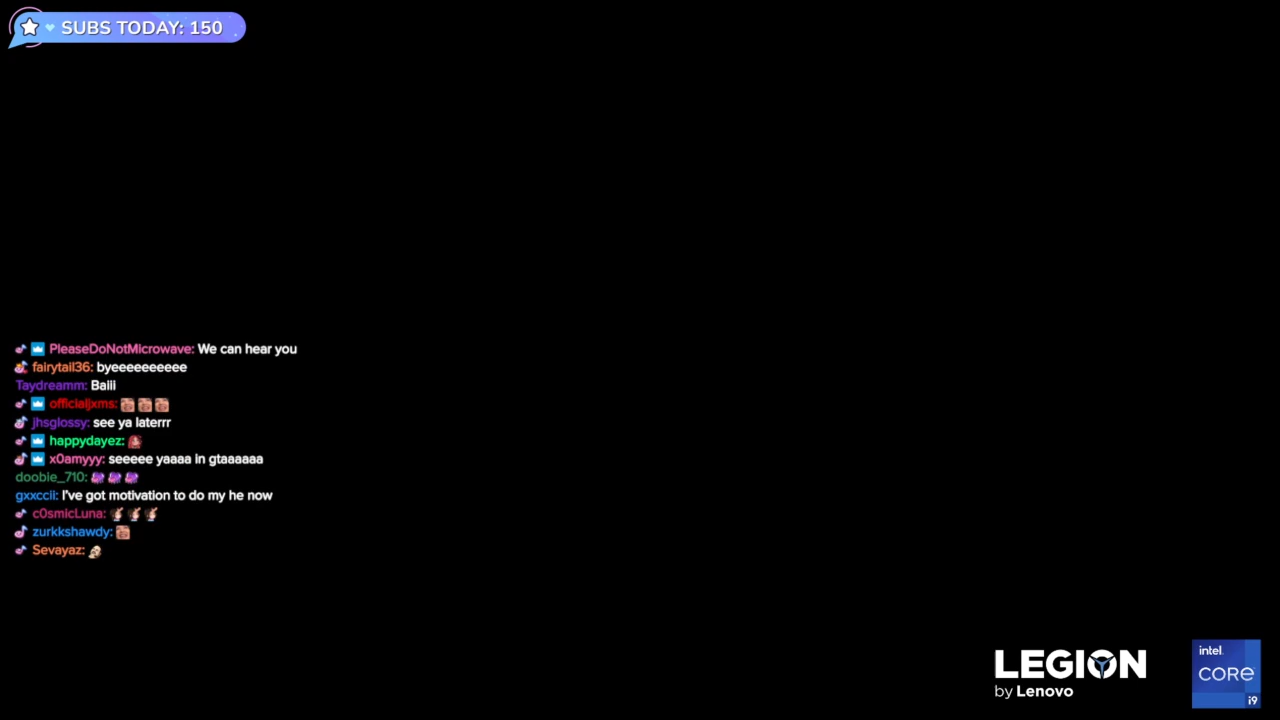 SUBS TODAY: 150
PleaseDoNotMicrowave: We can hear you
fairytail36: byeeeeeeeeee
Taydreamm: Baiii
officialjxms:
jhsglossy: see ya laterrr
happydayez:
x0amyyy: seeeee yaaaa in gtaaaaaa
doobie_710:
gxxccii: I've got motivation to do my he now
c0smicLuna:
zurkkshawdy:
Sevayaz:
LEGION
by Lenovo
intel.
CORE
i9